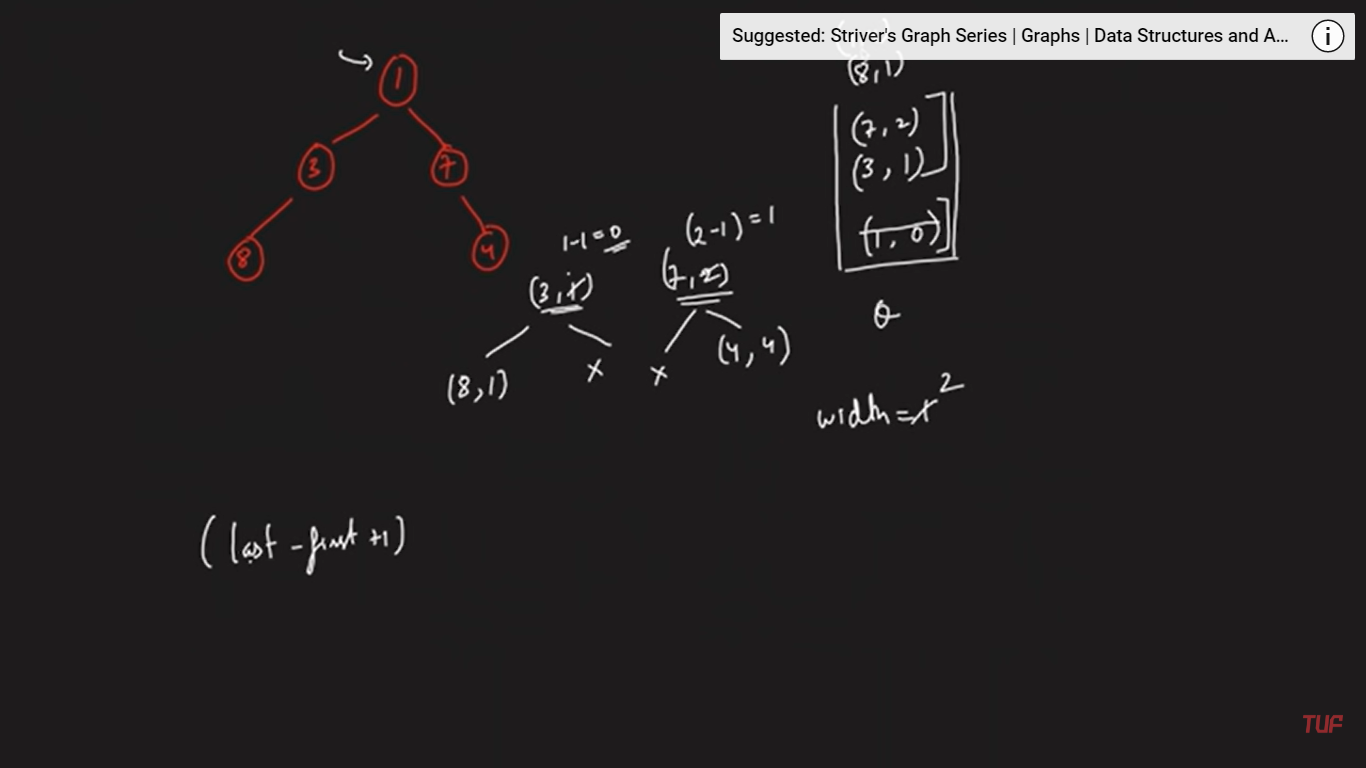 Suggested: Striver's Graph Series | Graphs | Data Structures and A...
1
3 7
8 4
(8,1)
(7,2)
(3,1)
(1,0)
1-1=0
(2-1)=1
(3,1)
(7,2)
(8,1)
x
x
(4,4)
Q
width=1 2
(last-first+1)
TUF